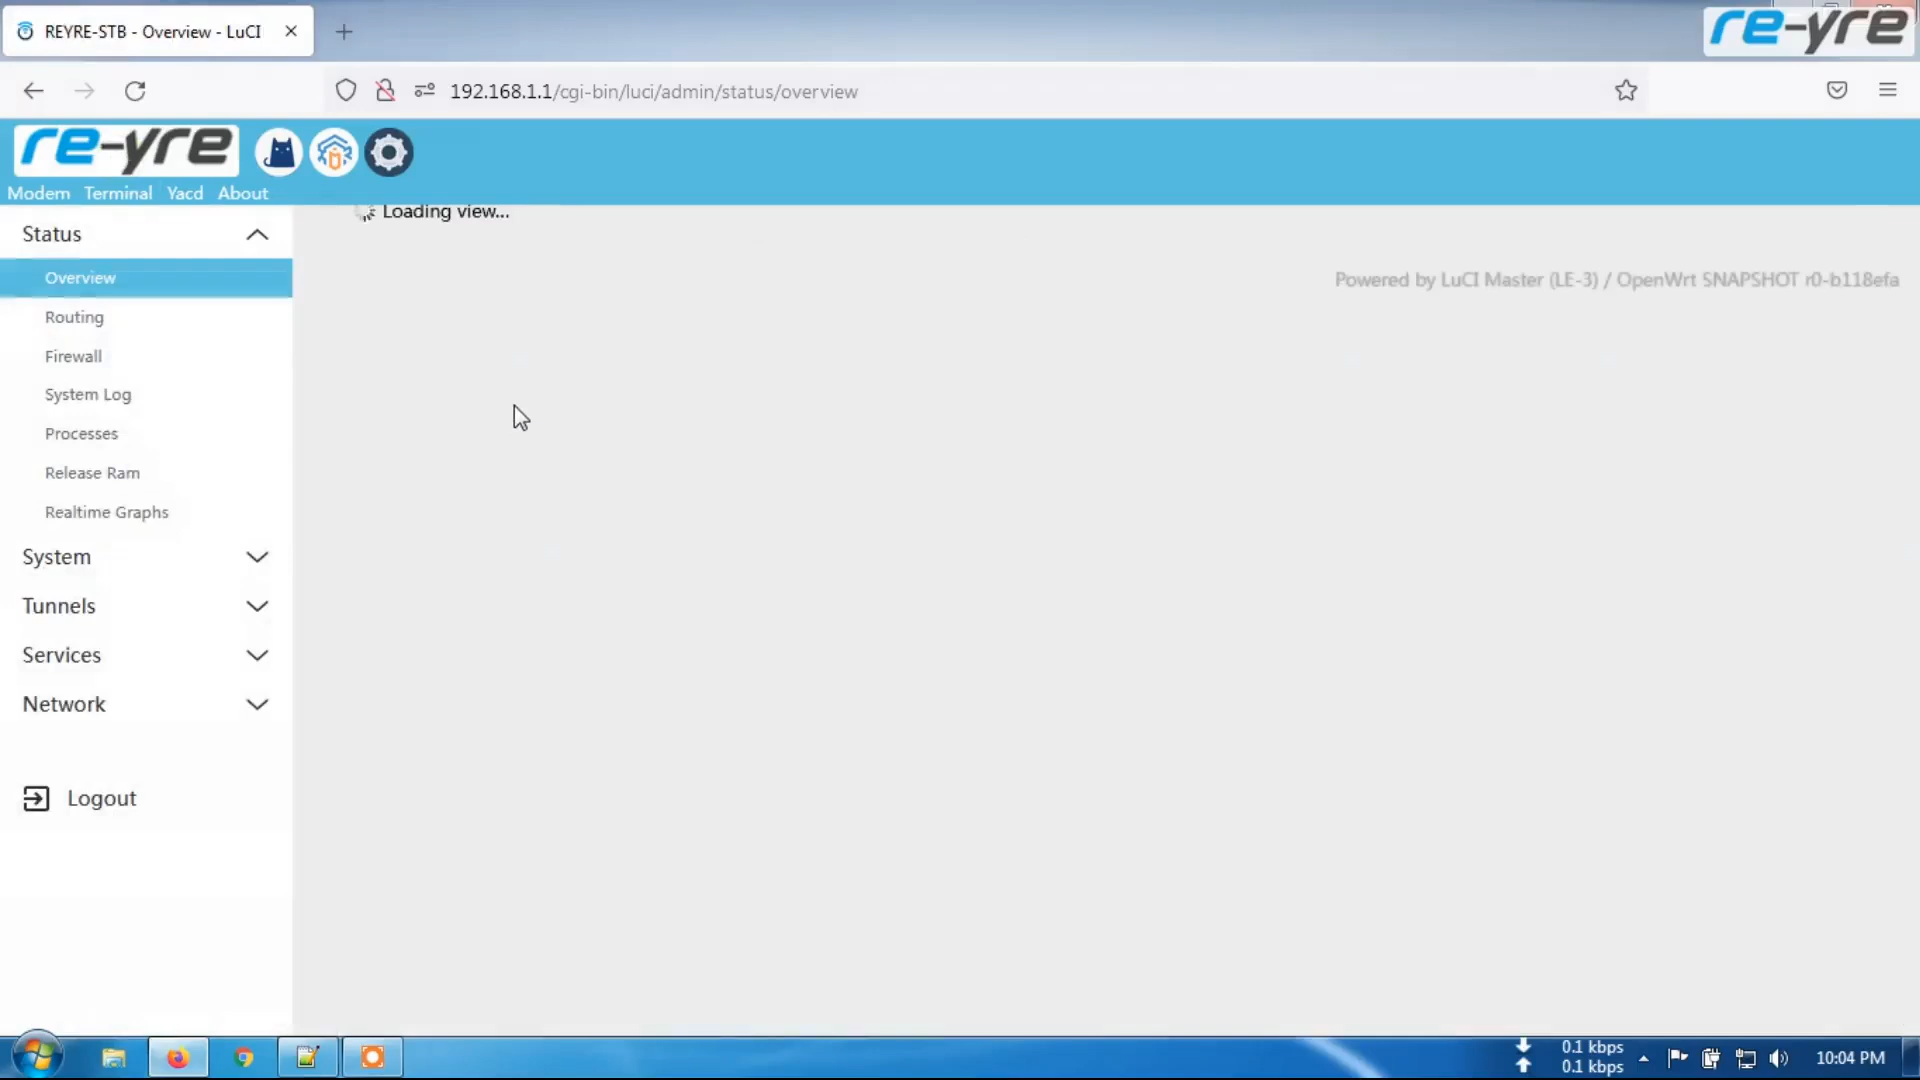 REYRE-STB - Overview - LuCI
re-yre
192.168.1.1/cgi-bin/luci/admin/status/overview
re-yre
Modem Terminal Yacd About
Loading view...
Status
Overview
Routing
Firewall
System Log
Processes
Release Ram
Realtime Graphs
System
Tunnels
Services
Network
Logout
Powered by LuCI Master (LE-3) / OpenWrt SNAPSHOT r0-b118efa
0.1 kbps
0.1 kbps
10:04 PM